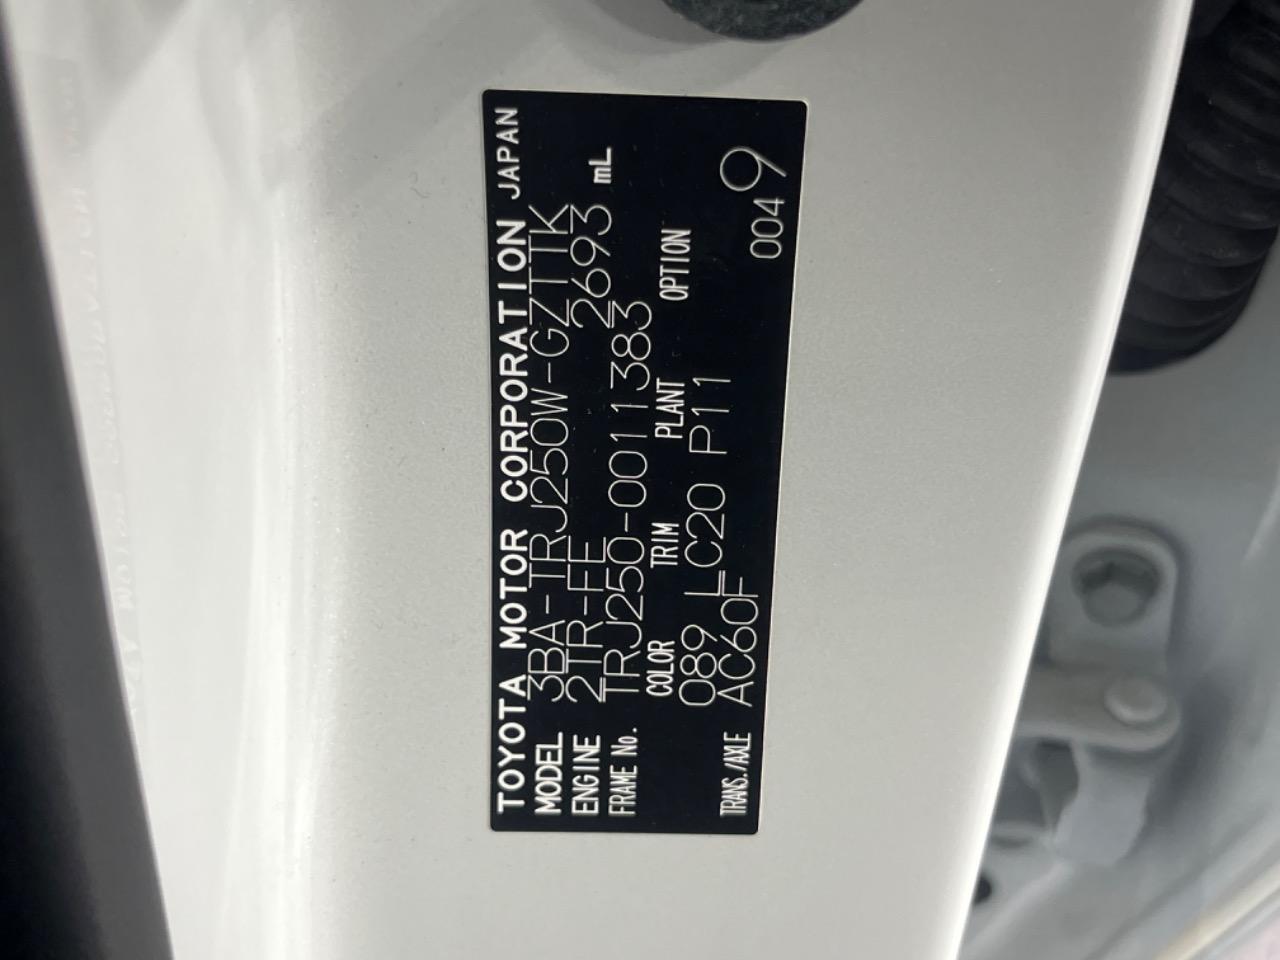 TOYOTA MOTOR CORPORATION JAPAN
MODEL 3BA-TRJ250W-GZTTK
ENGINE 2TR-FE 2693 mL
FRAME No. TRJ250-0011383
COLOR TRIM PLANT OPTION
089 LC20 P11
TRANS./AXLE AC60F 0049